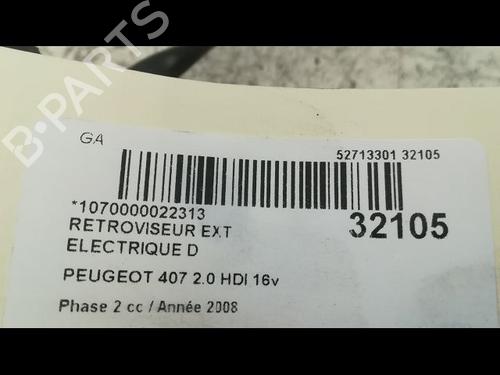 B-PARTS
GA
52713301 32105
*1070000022313
32105
RETROVISEUR EXT
ELECTRIQUE D
PEUGEOT 407 2.0 HDI 16v
Phase 2 cc / Année 2008